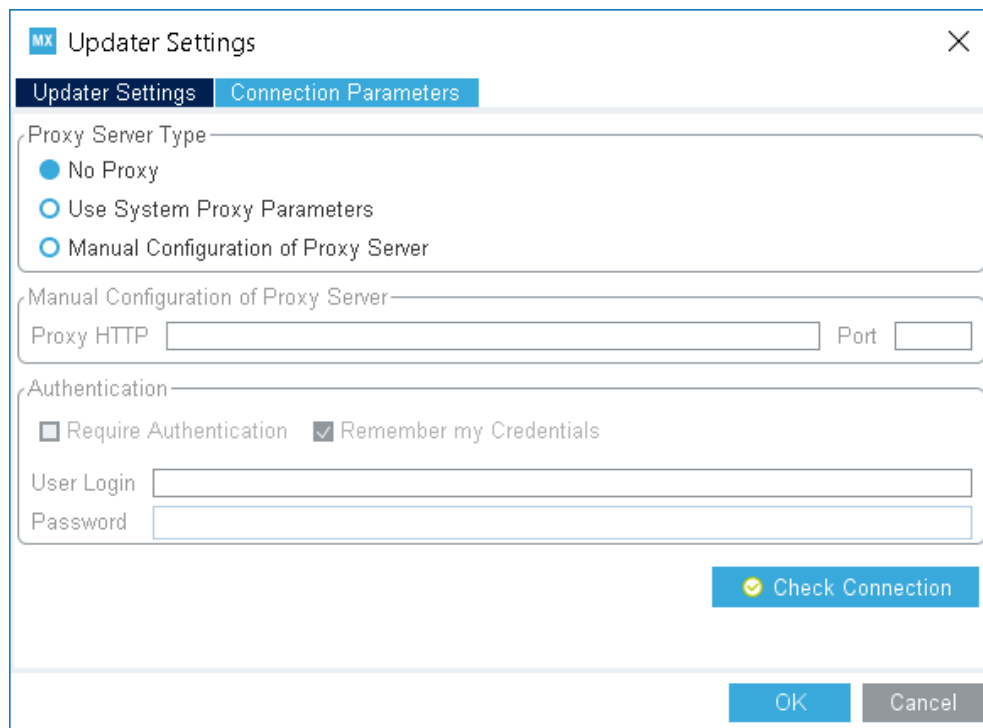 MX Updater Settings
Updater Settings Connection Parameters
Proxy Server Type
No Proxy
Use System Proxy Parameters
Manual Configuration of Proxy Server
Manual Configuration of Proxy Server
Proxy HTTP Port
Authentication
Require Authentication Remember my Credentials
User Login
Password
Check Connection
OK Cancel